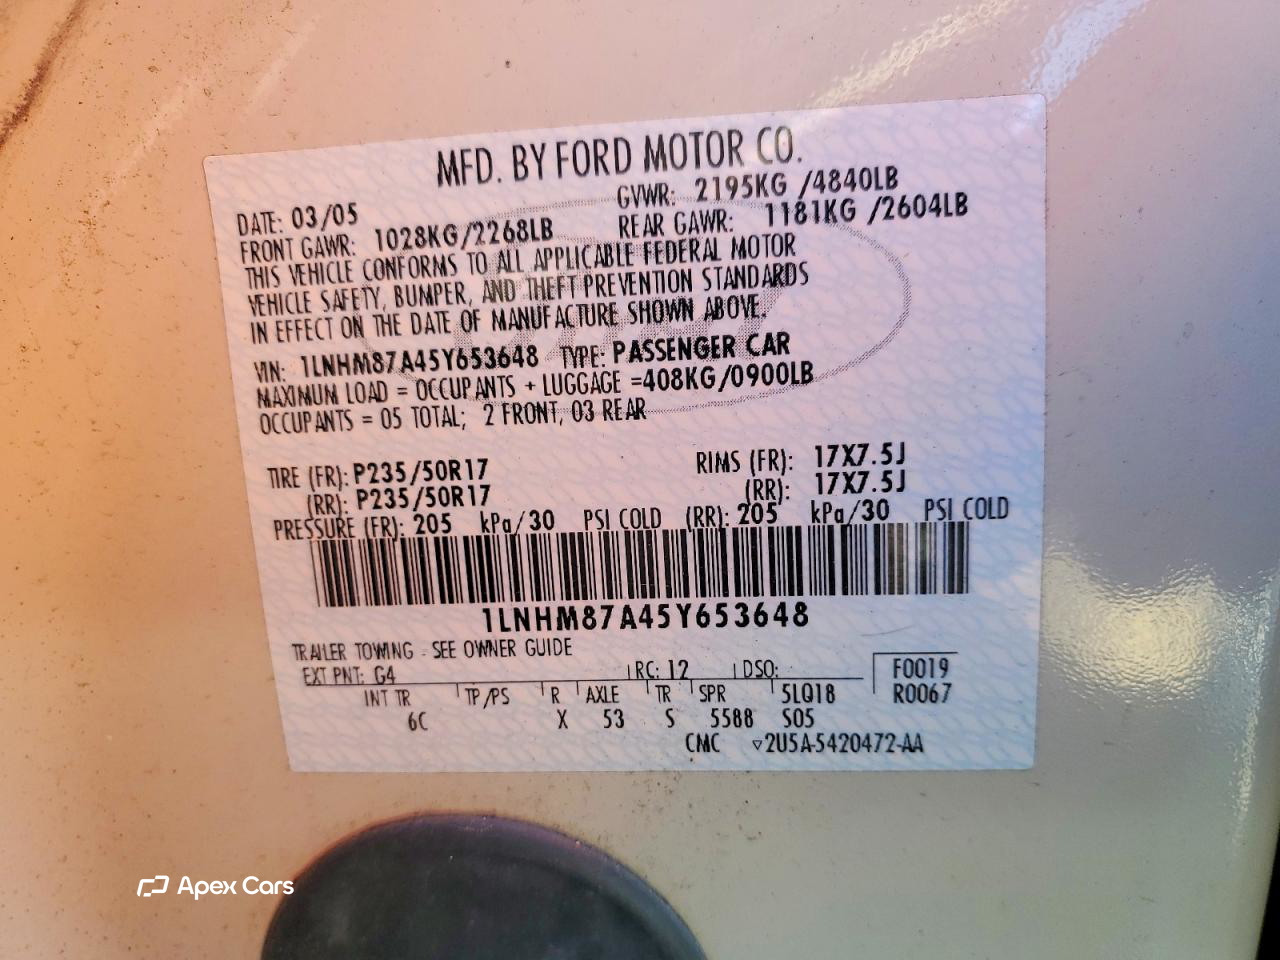 MFD. BY FORD MOTOR CO.
DATE: 03/05 GVWR: 2195KG /4840LB
FRONT GAWR: 1028KG/2268LB REAR GAWR: 1181KG /2604LB
THIS VEHICLE CONFORMS TO ALL APPLICABLE FEDERAL MOTOR
VEHICLE SAFETY, BUMPER, AND THEFT PREVENTION STANDARDS
IN EFFECT ON THE DATE OF MANUFACTURE SHOWN ABOVE.
VIN: 1LNHM87A45Y653648 TYPE: PASSENGER CAR
MAXIMUM LOAD = OCCUPANTS + LUGGAGE =408KG/0900LB
OCCUPANTS = 05 TOTAL; 2 FRONT, 03 REAR
TIRE (FR): P235/50R17 RIMS (FR): 17X7.5J
(RR): P235/50R17 (RR): 17X7.5J
PRESSURE (FR): 205 kPa/30 PSI COLD (RR): 205 kPa/30 PSI COLD
1LNHM87A45Y653648
TRAILER TOWING - SEE OWNER GUIDE
EXT PNT: G4 RC: 12 DSO: F0019
INT TR TP/PS R AXLE TR SPR 5LQ18 R0067
6C X 53 S 5588 S05
CMC ▽2U5A-5420472-AA
Apex Cars